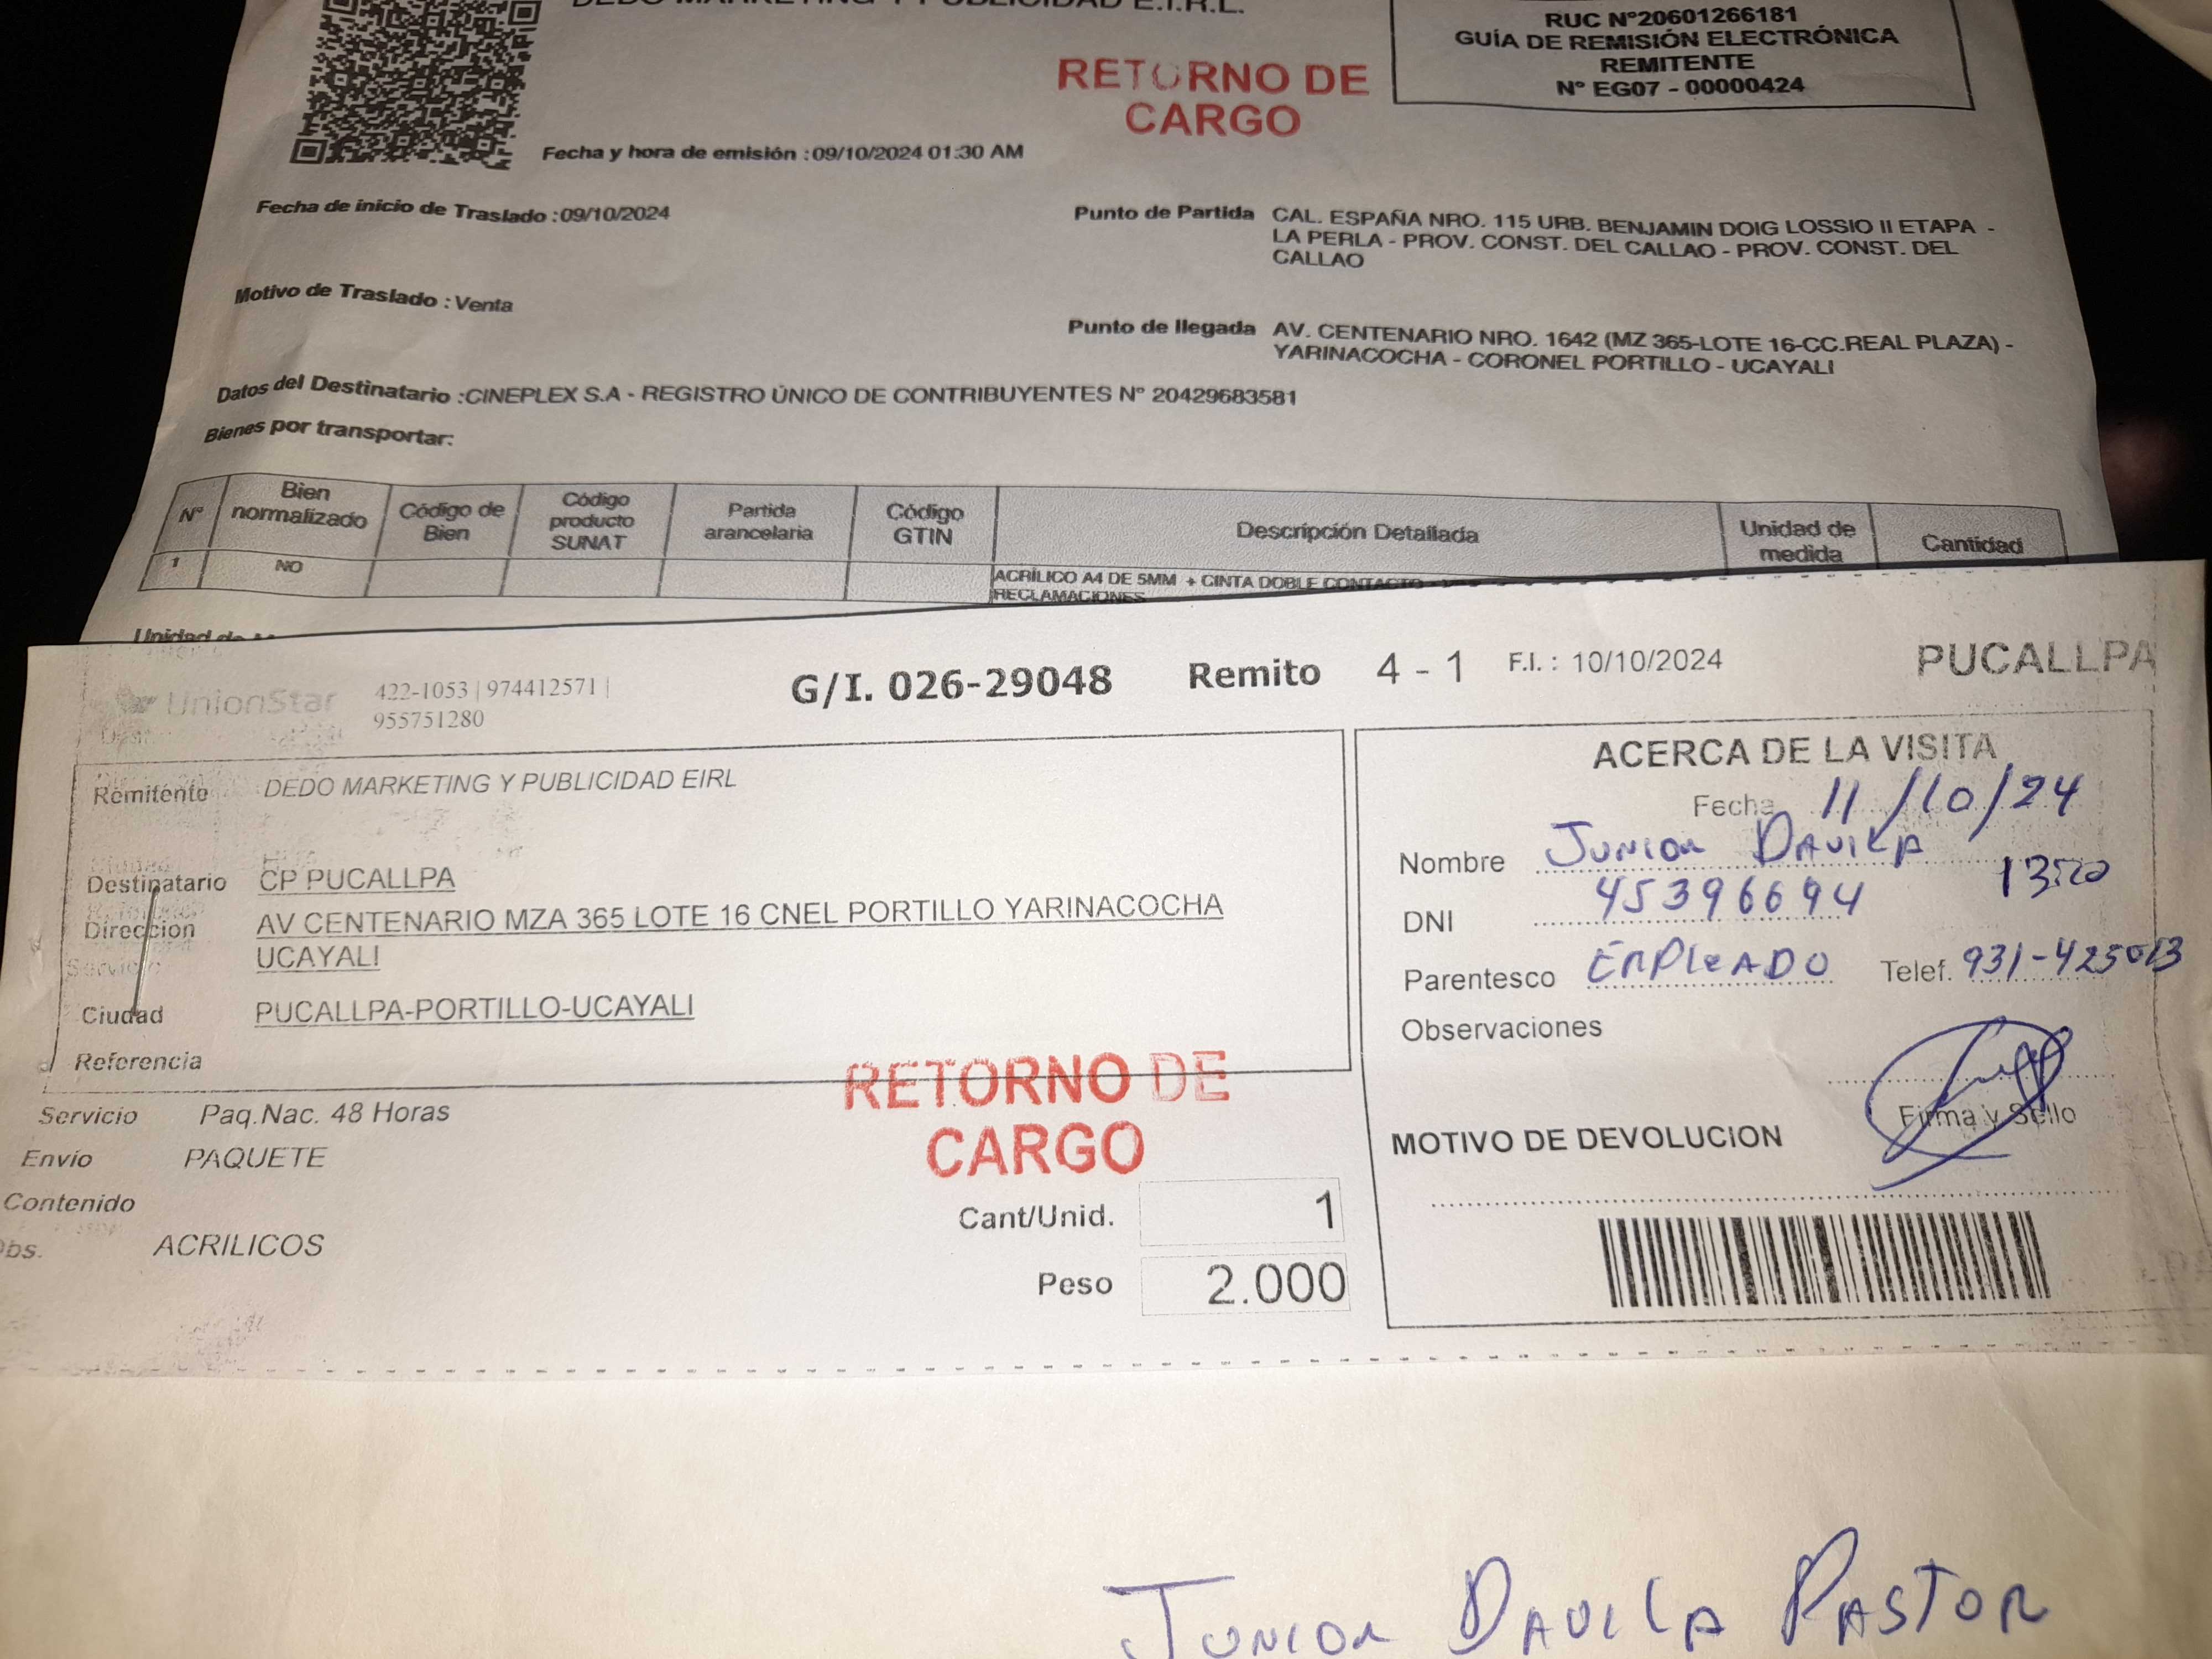 DEDO MARKETING Y PUBLICIDAD E.I.R.L.
RUC N°20601266181
GUÍA DE REMISIÓN ELECTRÓNICA
REMITENTE
N° EG07 - 00000424
RETORNO DE
CARGO
Fecha y hora de emisión : 09/10/2024 01:30 AM
Fecha de inicio de Traslado : 09/10/2024
Punto de Partida CAL. ESPAÑA NRO. 115 URB. BENJAMIN DOIG LOSSIO II ETAPA -
LA PERLA - PROV. CONST. DEL CALLAO - PROV. CONST. DEL
CALLAO
Motivo de Traslado : Venta
Punto de llegada AV. CENTENARIO NRO. 1642 (MZ 365-LOTE 16-CC.REAL PLAZA) -
YARINACOCHA - CORONEL PORTILLO - UCAYALI
Datos del Destinatario : CINEPLEX S.A - REGISTRO ÚNICO DE CONTRIBUYENTES N° 20429683581
Bienes por transportar:
N° Bien normalizado Código de Bien Código producto SUNAT Partida arancelaria Código GTIN Descripción Detallada Unidad de medida Cantidad
1 NO ACRÍLICO A4 DE 5MM + CINTA DOBLE CONTACTO
RECLAMACIONES
Unidad de
UnionStar 422-1053 | 974412571 |
955751280
G/I. 026-29048 Remito 4 - 1 F.I. : 10/10/2024 PUCALLPA
Remitente DEDO MARKETING Y PUBLICIDAD EIRL
Destinatario CP PUCALLPA
Direccion AV CENTENARIO MZA 365 LOTE 16 CNEL PORTILLO YARINACOCHA
UCAYALI
Ciudad PUCALLPA-PORTILLO-UCAYALI
Referencia
ACERCA DE LA VISITA
Fecha 11/10/24
Nombre JUNIOR DAVILA
DNI 45396694
Parentesco EMPLEADO Telef. 931-425013
Observaciones
Firma y Sello
MOTIVO DE DEVOLUCION
Servicio Paq.Nac. 48 Horas
Envío PAQUETE
Contenido
Obs. ACRILICOS
RETORNO DE
CARGO
Cant/Unid. 1
Peso 2.000
JUNIOR DAVILA PASTOR